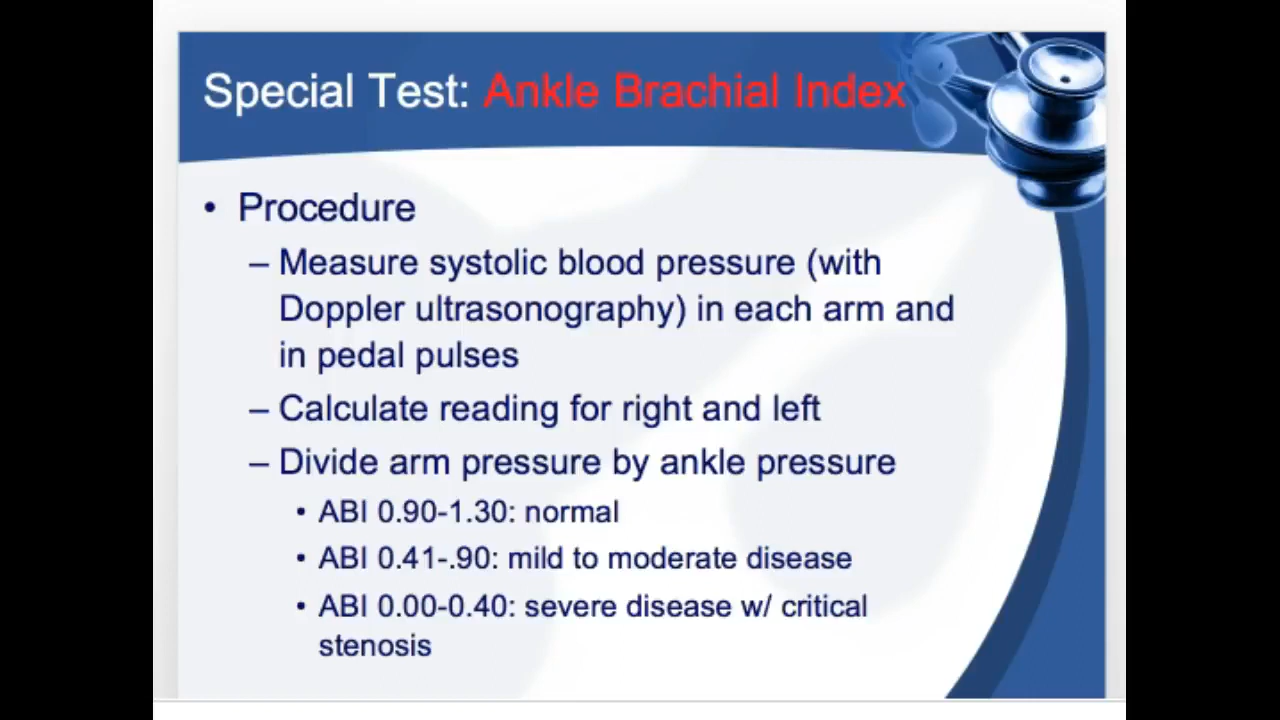 Special Test: Ankle Brachial Index
• Procedure
– Measure systolic blood pressure (with
Doppler ultrasonography) in each arm and
in pedal pulses
– Calculate reading for right and left
– Divide arm pressure by ankle pressure
• ABI 0.90-1.30: normal
• ABI 0.41-.90: mild to moderate disease
• ABI 0.00-0.40: severe disease w/ critical
stenosis